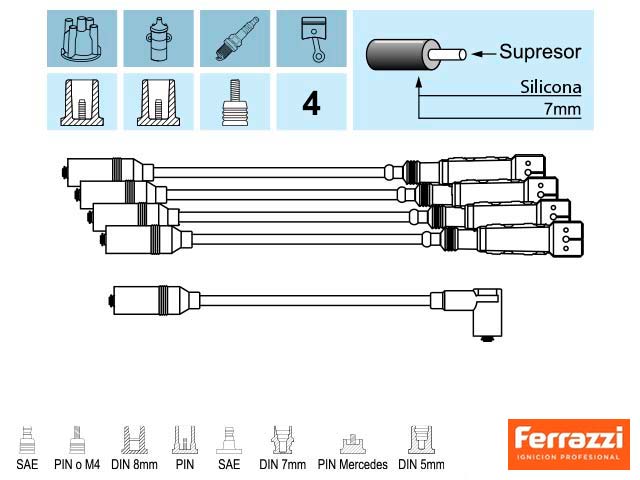 Supresor
Silicona
7mm
4
SAE PIN o M4 DIN 8mm PIN SAE DIN 7mm PIN Mercedes DIN 5mm
Ferrazzi
IGNICION PROFESIONAL